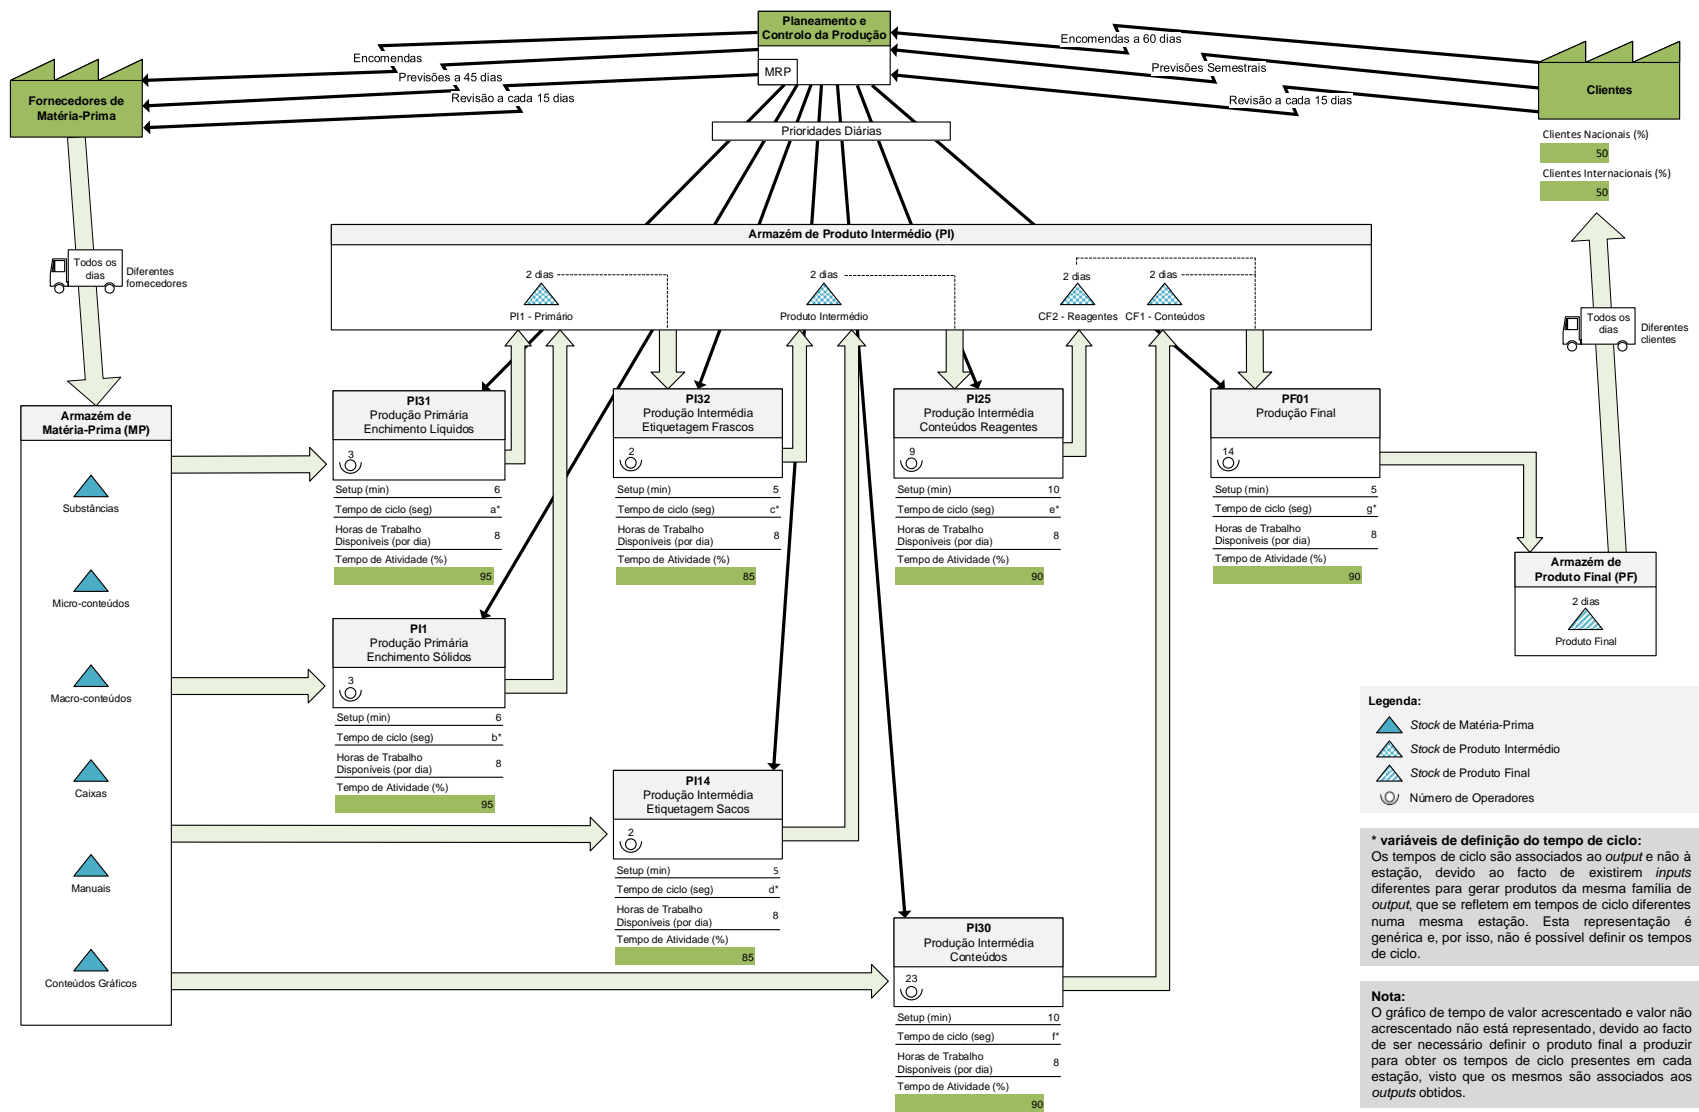 Planeamento e
Controlo da Produção
MRP
Encomendas
Previsões a 45 dias
Revisão a cada 15 dias
Encomendas a 60 dias
Previsões Semestrais
Revisão a cada 15 dias
Fornecedores de
Matéria-Prima
Clientes
Clientes Nacionais (%)
50
Clientes Internacionais (%)
50
Prioridades Diárias
Todos os
dias
Diferentes
fornecedores
Armazém de Produto Intermédio (PI)
2 dias
PI1 - Primário
2 dias
Produto Intermédio
2 dias
CF2 - Reagentes
2 dias
CF1 - Conteúdos
Todos os
dias
Diferentes
clientes
Armazém de
Matéria-Prima (MP)
Substâncias
Micro-conteúdos
Macro-conteúdos
Caixas
Manuais
Conteúdos Gráficos
PI31
Produção Primária
Enchimento Líquidos
3
Setup (min) 6
Tempo de ciclo (seg) a*
Horas de Trabalho
Disponíveis (por dia) 8
Tempo de Atividade (%)
95
PI32
Produção Intermédia
Etiquetagem Frascos
2
Setup (min) 5
Tempo de ciclo (seg) c*
Horas de Trabalho
Disponíveis (por dia) 8
Tempo de Atividade (%)
85
PI25
Produção Intermédia
Conteúdos Reagentes
9
Setup (min) 10
Tempo de ciclo (seg) e*
Horas de Trabalho
Disponíveis (por dia) 8
Tempo de Atividade (%)
90
PF01
Produção Final
14
Setup (min) 5
Tempo de ciclo (seg) g*
Horas de Trabalho
Disponíveis (por dia) 8
Tempo de Atividade (%)
90
Armazém de
Produto Final (PF)
2 dias
Produto Final
PI1
Produção Primária
Enchimento Sólidos
3
Setup (min) 6
Tempo de ciclo (seg) b*
Horas de Trabalho
Disponíveis (por dia) 8
Tempo de Atividade (%)
95
PI14
Produção Intermédia
Etiquetagem Sacos
2
Setup (min) 5
Tempo de ciclo (seg) d*
Horas de Trabalho
Disponíveis (por dia) 8
Tempo de Atividade (%)
85
PI30
Produção Intermédia
Conteúdos
23
Setup (min) 10
Tempo de ciclo (seg) f*
Horas de Trabalho
Disponíveis (por dia) 8
Tempo de Atividade (%)
90
Legenda:
Stock de Matéria-Prima
Stock de Produto Intermédio
Stock de Produto Final
Número de Operadores
* variáveis de definição do tempo de ciclo:
Os tempos de ciclo são associados ao output e não à
estação, devido ao facto de existirem inputs
diferentes para gerar produtos da mesma família de
output, que se refletem em tempos de ciclo diferentes
numa mesma estação. Esta representação é
genérica e, por isso, não é possível definir os tempos
de ciclo.
Nota:
O gráfico de tempo de valor acrescentado e valor não
acrescentado não está representado, devido ao facto
de ser necessário definir o produto final a produzir
para obter os tempos de ciclo presentes em cada
estação, visto que os mesmos são associados aos
outputs obtidos.